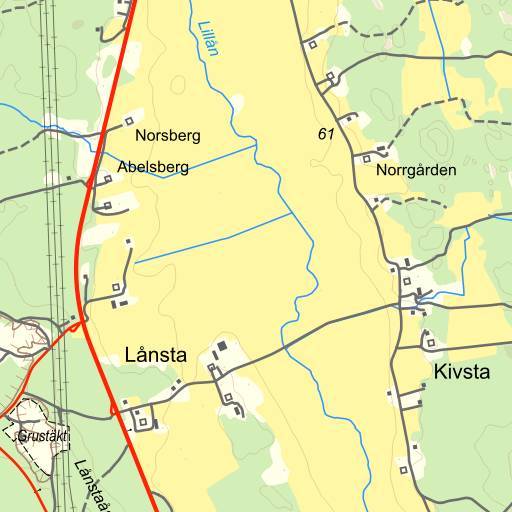 Lillån
Norsberg
61
Abelsberg
Norrgården
Lånsta
Kivsta
Grustäkt